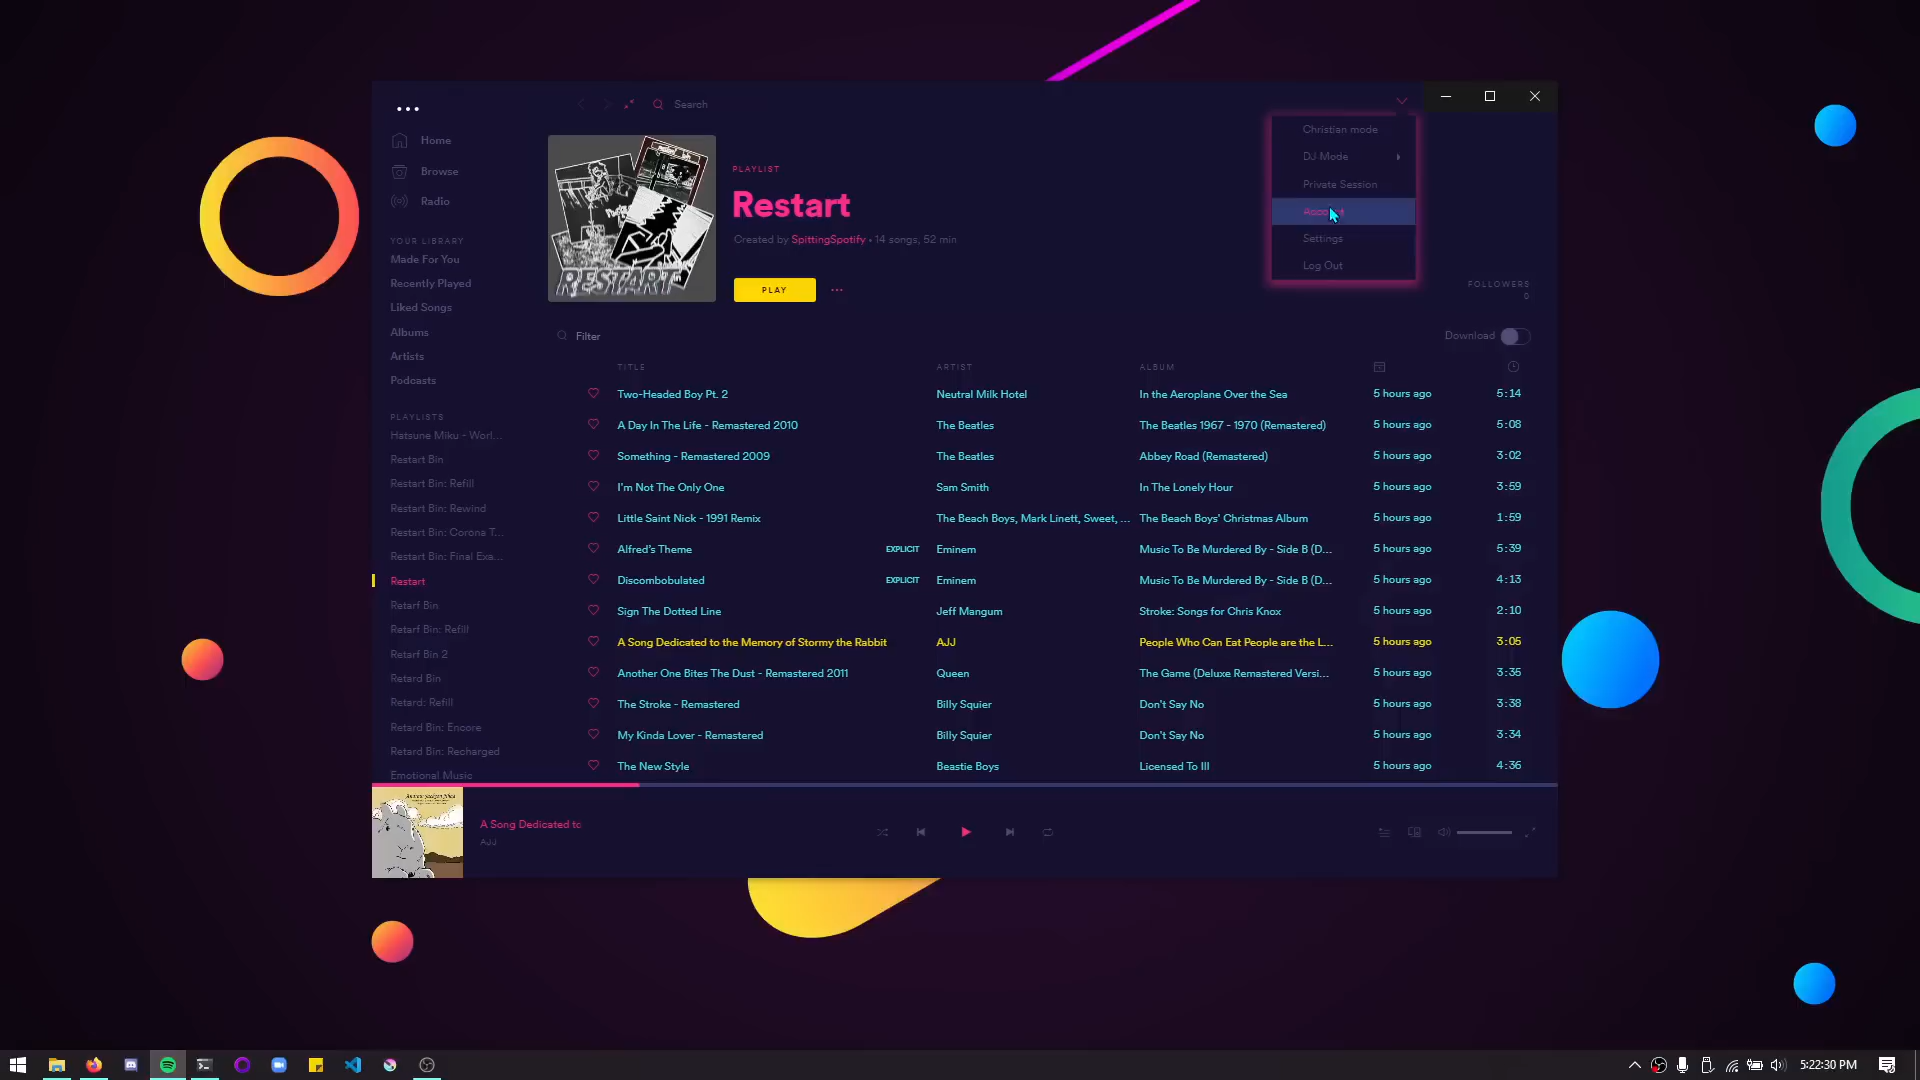 Search
Christian mode
DJ Mode
Private Session
Settings
Log Out
Home
Browse
Radio
YOUR LIBRARY
Made For You
Recently Played
Liked Songs
Albums
Artists
Podcasts
PLAYLISTS
Hatsune Miku - Worl...
Restart Bin
Restart Bin: Refill
Restart Bin: Rewind
Restart Bin: Corona T...
Restart Bin: Final Exa...
Restart
Retarf Bin
Retarf Bin: Refill
Retarf Bin 2
Retard Bin
Retard: Refill
Retard Bin: Encore
Retard Bin: Recharged
Emotional Music
RESTART
PLAYLIST
Restart
Created by SpittingSpotify • 14 songs, 52 min
PLAY
FOLLOWERS
0
Filter
Download
TITLE ARTIST ALBUM
Two-Headed Boy Pt. 2 Neutral Milk Hotel In the Aeroplane Over the Sea 5 hours ago 5:14
A Day In The Life - Remastered 2010 The Beatles The Beatles 1967 - 1970 (Remastered) 5 hours ago 5:08
Something - Remastered 2009 The Beatles Abbey Road (Remastered) 5 hours ago 3:02
I'm Not The Only One Sam Smith In The Lonely Hour 5 hours ago 3:59
Little Saint Nick - 1991 Remix The Beach Boys, Mark Linett, Sweet, ... The Beach Boys' Christmas Album 5 hours ago 1:59
Alfred's Theme EXPLICIT Eminem Music To Be Murdered By - Side B (D... 5 hours ago 5:39
Discombobulated EXPLICIT Eminem Music To Be Murdered By - Side B (D... 5 hours ago 4:13
Sign The Dotted Line Jeff Mangum Stroke: Songs for Chris Knox 5 hours ago 2:10
A Song Dedicated to the Memory of Stormy the Rabbit AJJ People Who Can Eat People are the L... 5 hours ago 3:05
Another One Bites The Dust - Remastered 2011 Queen The Game (Deluxe Remastered Versi... 5 hours ago 3:35
The Stroke - Remastered Billy Squier Don't Say No 5 hours ago 3:38
My Kinda Lover - Remastered Billy Squier Don't Say No 5 hours ago 3:34
The New Style Beastie Boys Licensed To Ill 5 hours ago 4:36
A Song Dedicated to
AJJ
5:22:30 PM